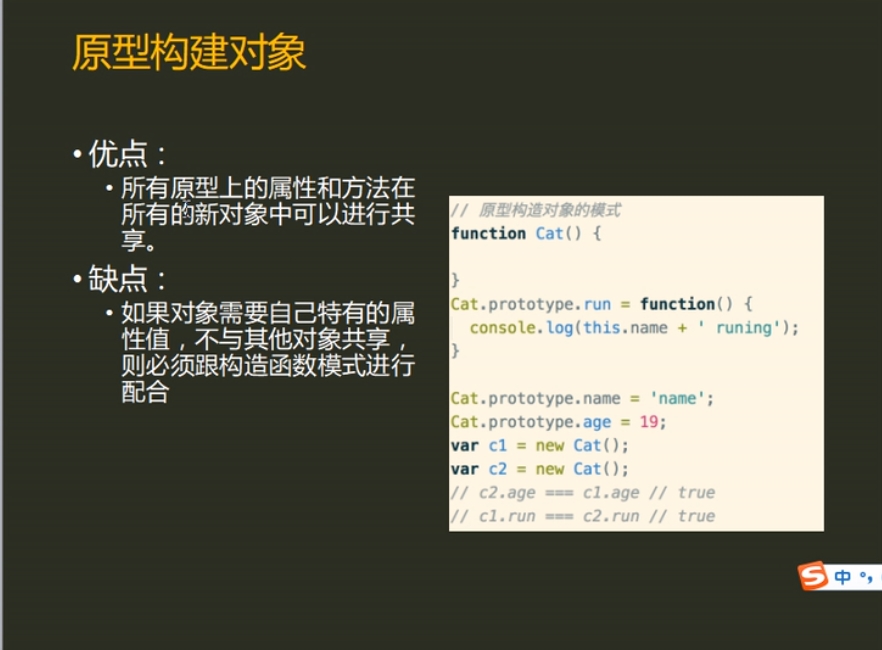 原型构建对象
• 优点：
• 所有原型上的属性和方法在
所有的新对象中可以进行共
享。
• 缺点：
• 如果对象需要自己特有的属
性值，不与其他对象共享，
则必须跟构造函数模式进行
配合
// 原型构造对象的模式
function Cat() {
}
Cat.prototype.run = function() {
console.log(this.name + ' runing');
}
Cat.prototype.name = 'name';
Cat.prototype.age = 19;
var c1 = new Cat();
var c2 = new Cat();
// c2.age === c1.age // true
// c1.run === c2.run // true
S 中 °,